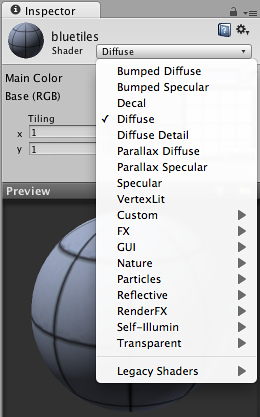 Inspector
bluetiles
Shader Diffuse
Main Color
Base (RGB)
Tiling
x 1
y 1
Preview
Bumped Diffuse
Bumped Specular
Decal
✓ Diffuse
Diffuse Detail
Parallax Diffuse
Parallax Specular
Specular
VertexLit
Custom
FX
GUI
Nature
Particles
Reflective
RenderFX
Self-Illumin
Transparent
Legacy Shaders